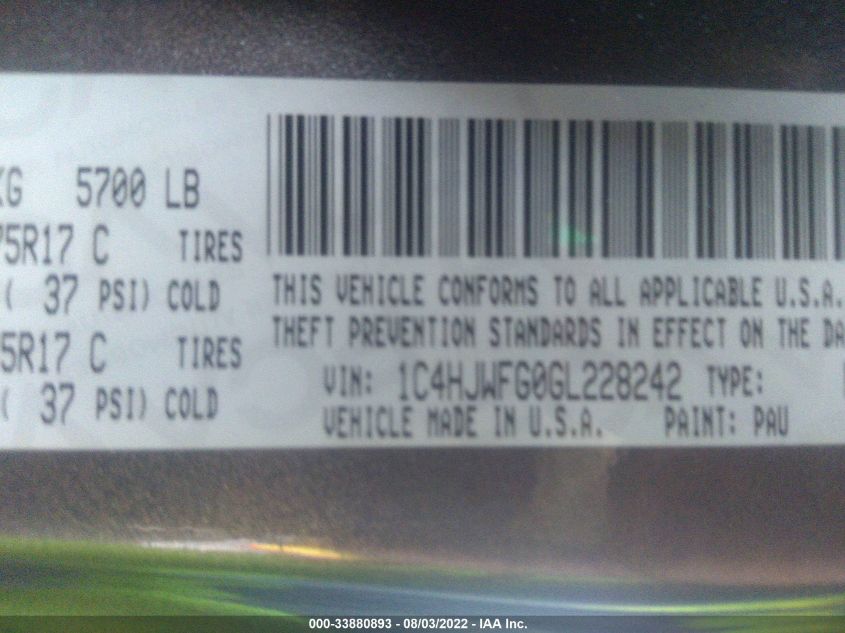 KG 5700 LB
75R17 C TIRES
( 37 PSI) COLD
5R17 C TIRES
( 37 PSI) COLD
THIS VEHICLE CONFORMS TO ALL APPLICABLE U.S.A.
THEFT PREVENTION STANDARDS IN EFFECT ON THE DA
VIN: 1C4HJWFG0GL228242 TYPE:
VEHICLE MADE IN U.S.A. PAINT: PAU
000-33880893 - 08/03/2022 - IAA Inc.